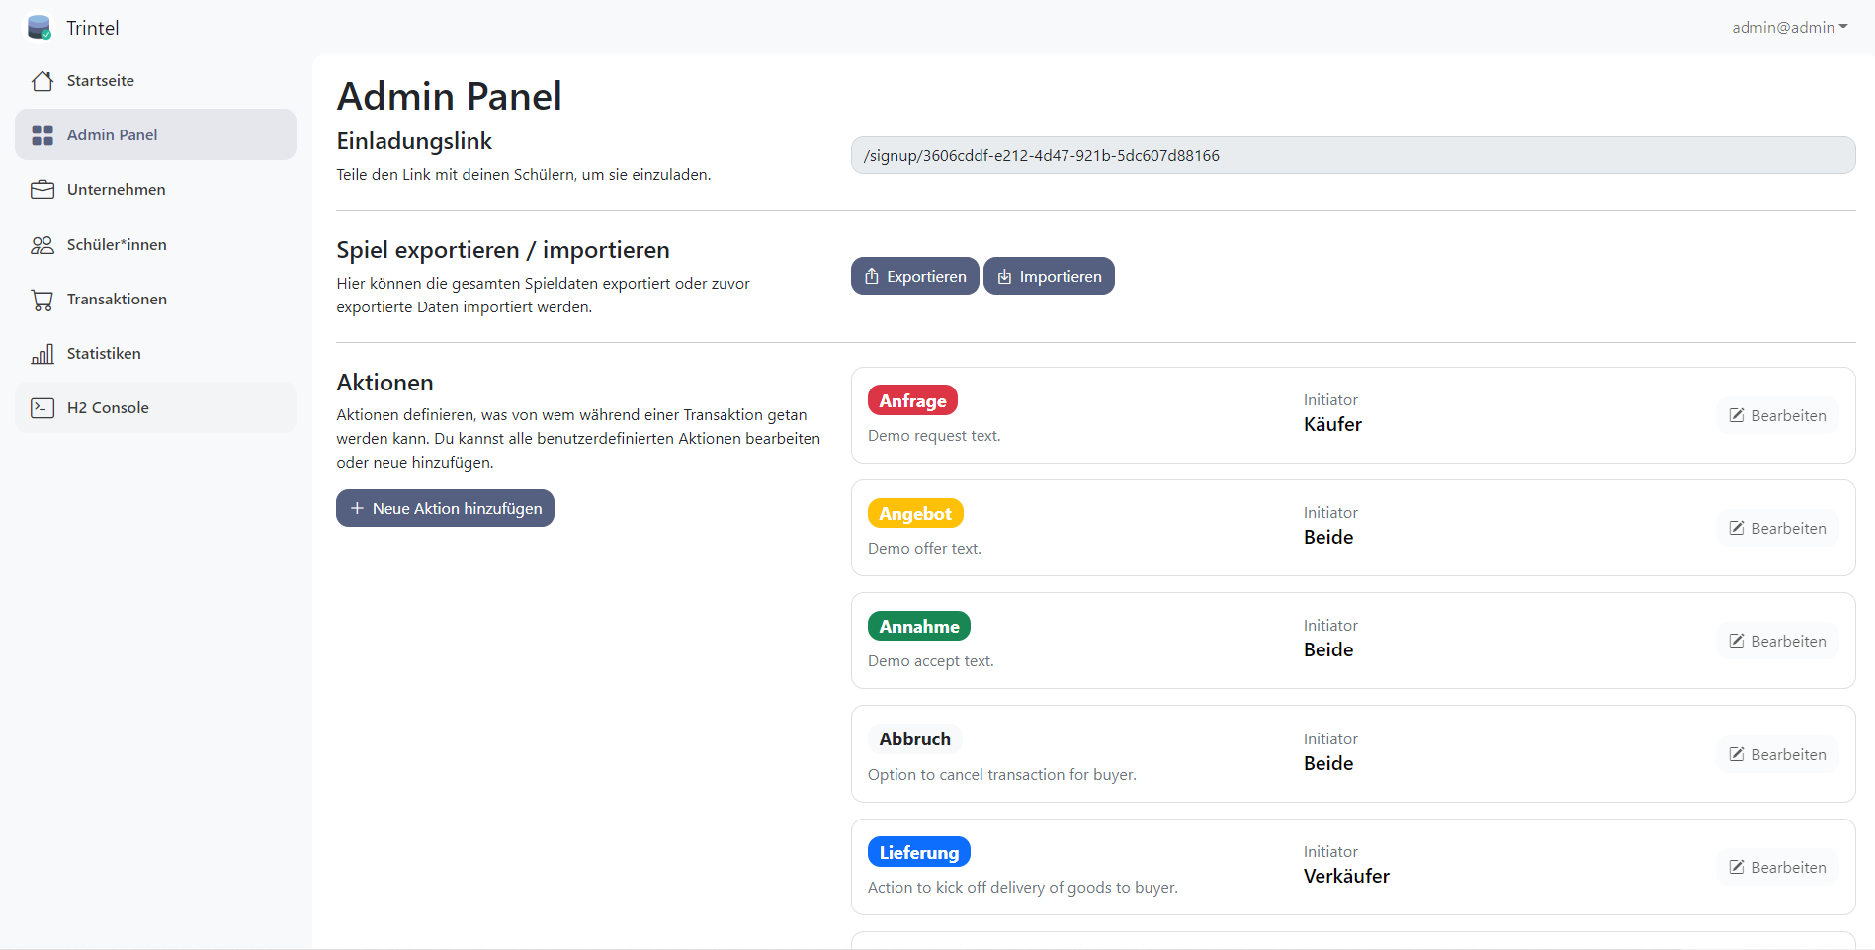 Trintel
admin@admin
Startseite
Admin Panel
Unternehmen
Schüler*innen
Transaktionen
Statistiken
H2 Console
Admin Panel
Einladungslink
Teile den Link mit deinen Schülern, um sie einzuladen.
/signup/3606cddf-e212-4d47-921b-5dc607d88166
Spiel exportieren / importieren
Hier können die gesamten Spieldaten exportiert oder zuvor
exportierte Daten importiert werden.
Exportieren
Importieren
Aktionen
Aktionen definieren, was von wem während einer Transaktion getan
werden kann. Du kannst alle benutzerdefinierten Aktionen bearbeiten
oder neue hinzufügen.
Neue Aktion hinzufügen
Anfrage
Demo request text.
Initiator
Käufer
Bearbeiten
Angebot
Demo offer text.
Initiator
Beide
Bearbeiten
Annahme
Demo accept text.
Initiator
Beide
Bearbeiten
Abbruch
Option to cancel transaction for buyer.
Initiator
Beide
Bearbeiten
Lieferung
Action to kick off delivery of goods to buyer.
Initiator
Verkäufer
Bearbeiten